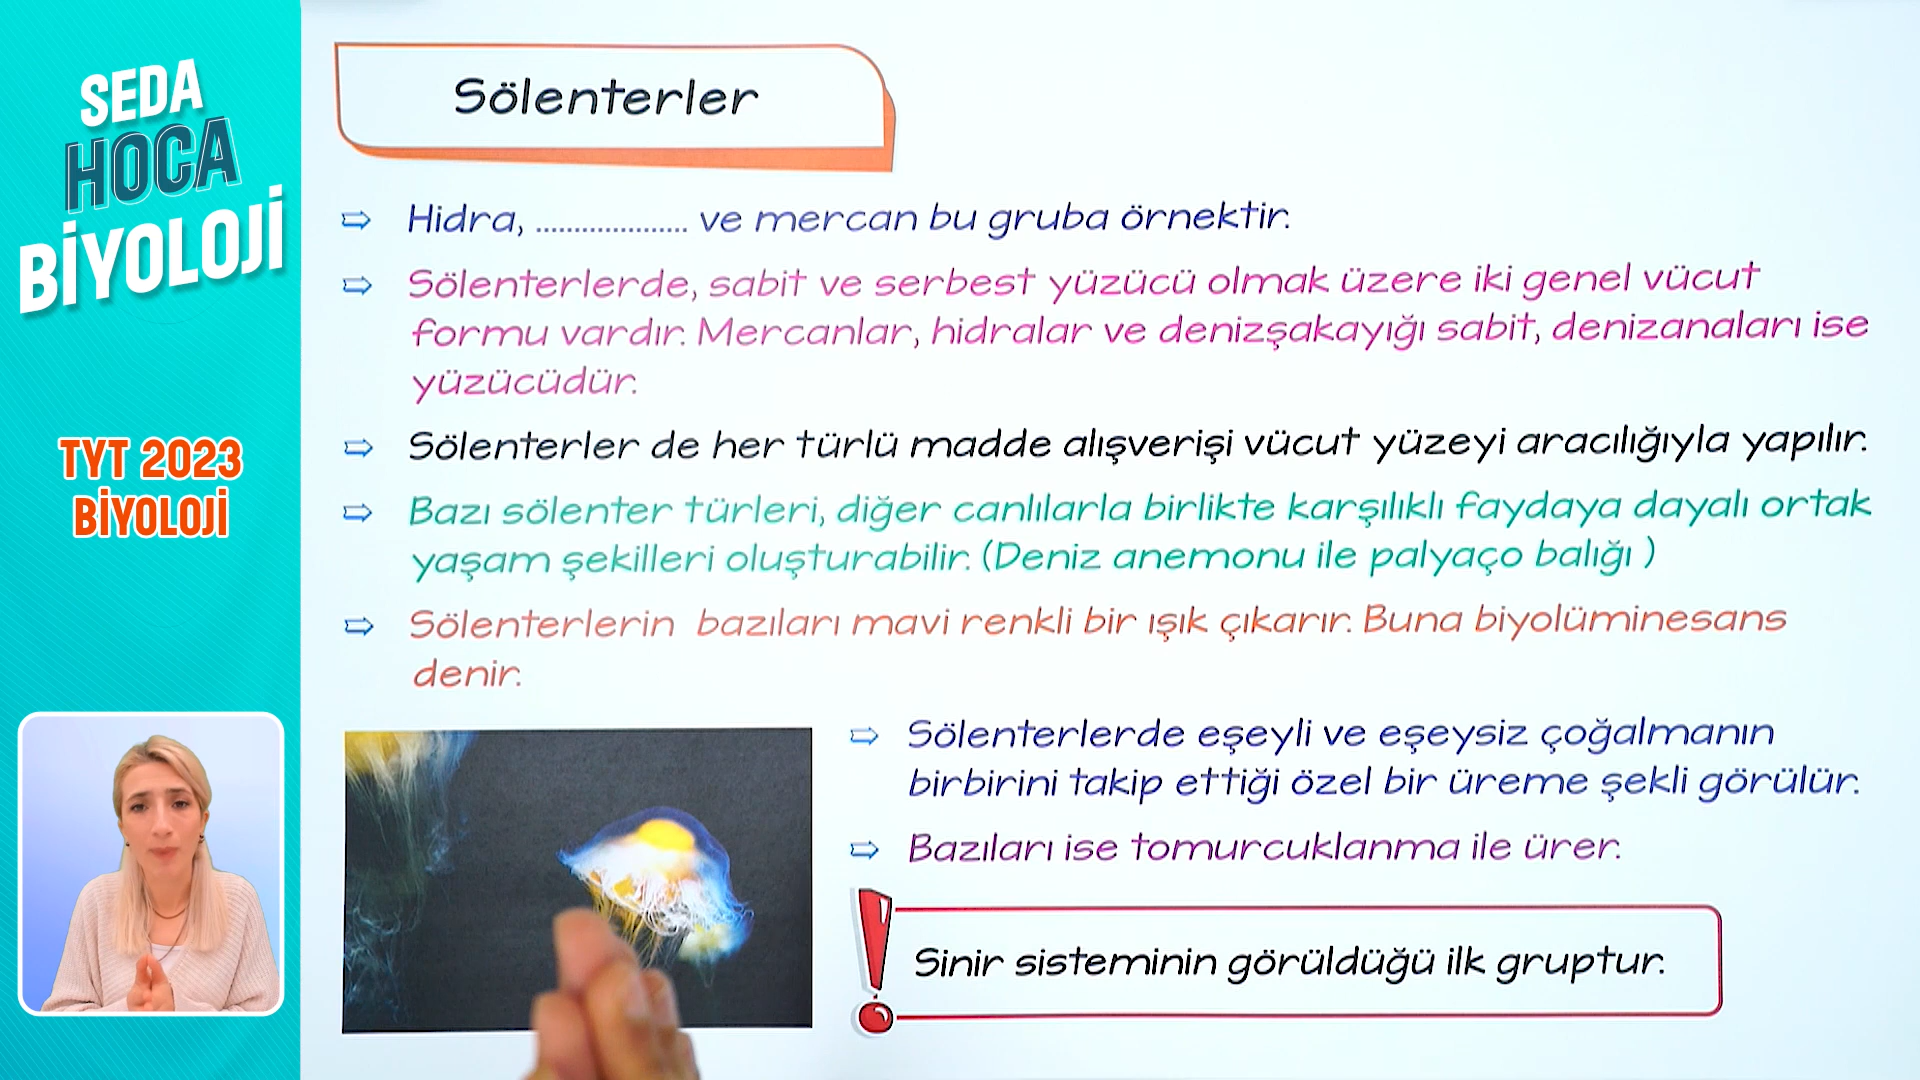 SEDA
HOCA
BİYOLOJİ
TYT 2023
BİYOLOJİ
Sölenterler
Hidra, .................... ve mercan bu gruba örnektir.
Sölenterlerde, sabit ve serbest yüzücü olmak üzere iki genel vücut
formu vardır. Mercanlar, hidralar ve denizşakayığı sabit, denizanaları ise
yüzücüdür.
Sölenterler de her türlü madde alışverişi vücut yüzeyi aracılığıyla yapılır.
Bazı sölenter türleri, diğer canlılarla birlikte karşılıklı faydaya dayalı ortak
yaşam şekilleri oluşturabilir. (Deniz anemonu ile palyaço balığı )
Sölenterlerin bazıları mavi renkli bir ışık çıkarır. Buna biyolüminesans
denir.
Sölenterlerde eşeyli ve eşeysiz çoğalmanın
birbirini takip ettiği özel bir üreme şekli görülür.
Bazıları ise tomurcuklanma ile ürer.
Sinir sisteminin görüldüğü ilk gruptur.